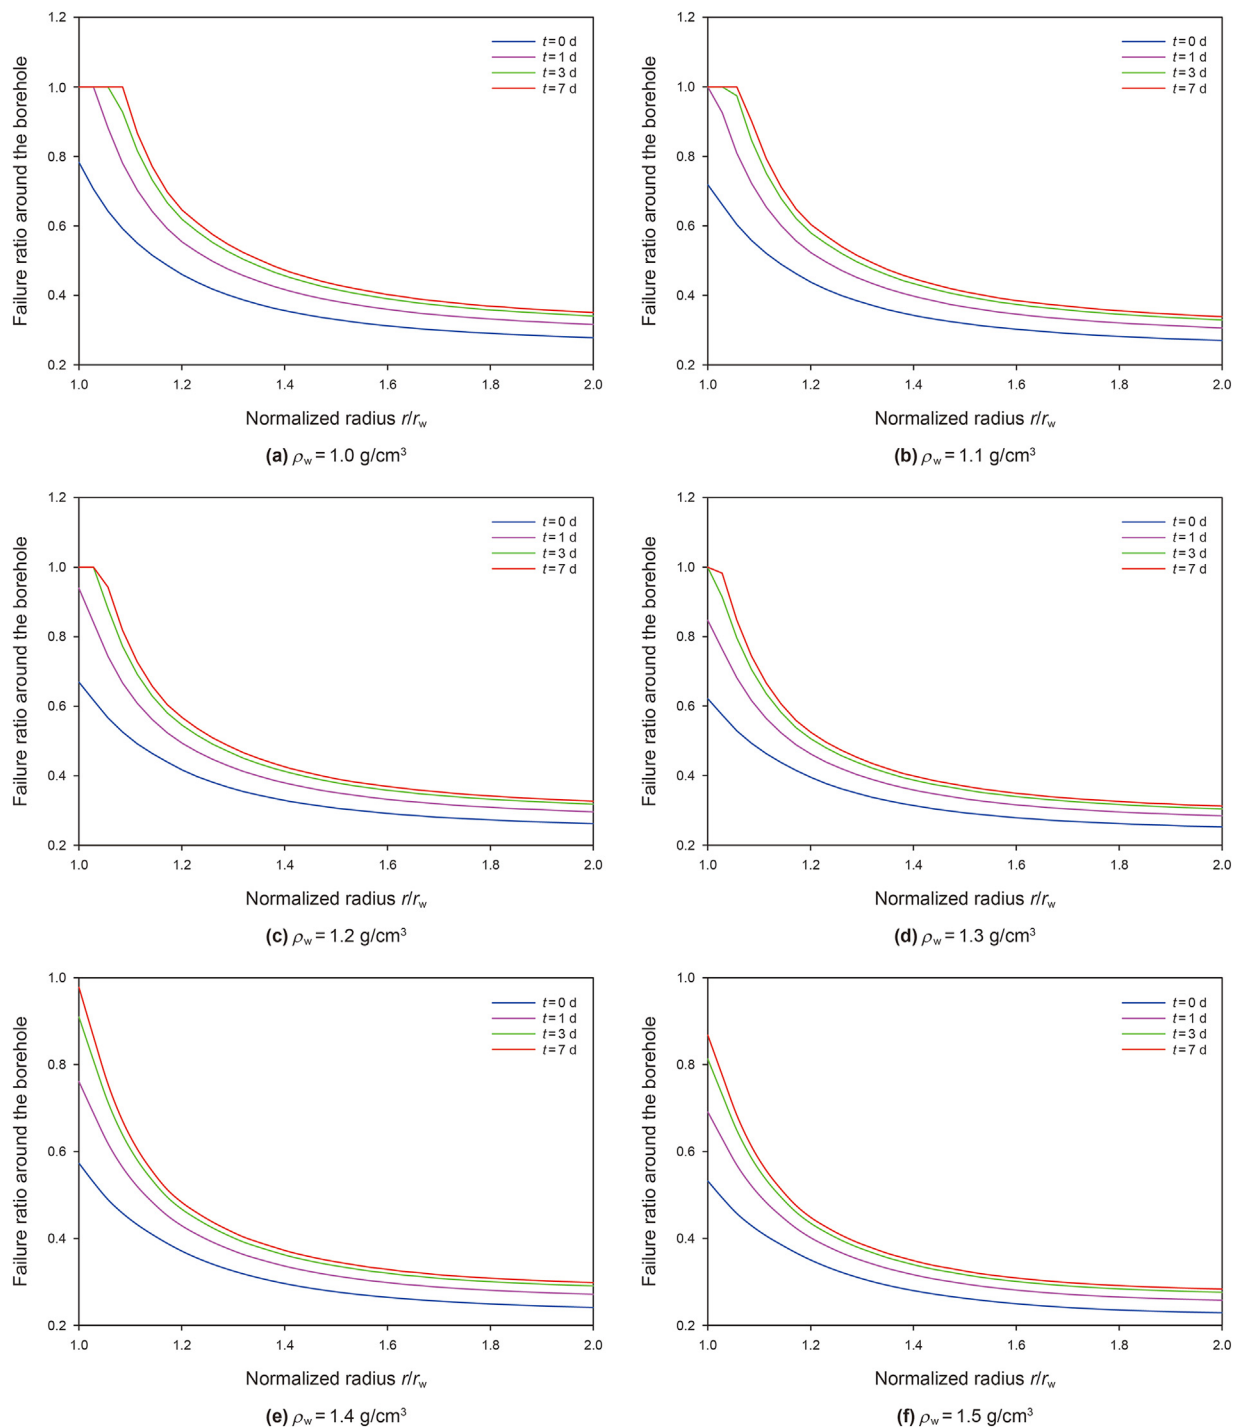 1.2
1.0
0.8
0.6
0.4
0.2
Failure ratio around the borehole
t = 0 d
t = 1 d
t = 3 d
t = 7 d
1.0 1.2 1.4 1.6 1.8 2.0
Normalized radius r/rw
(a) ρw = 1.0 g/cm³
1.2
1.0
0.8
0.6
0.4
0.2
Failure ratio around the borehole
t = 0 d
t = 1 d
t = 3 d
t = 7 d
1.0 1.2 1.4 1.6 1.8 2.0
Normalized radius r/rw
(b) ρw = 1.1 g/cm³
1.2
1.0
0.8
0.6
0.4
0.2
Failure ratio around the borehole
t = 0 d
t = 1 d
t = 3 d
t = 7 d
1.0 1.2 1.4 1.6 1.8 2.0
Normalized radius r/rw
(c) ρw = 1.2 g/cm³
1.2
1.0
0.8
0.6
0.4
0.2
Failure ratio around the borehole
t = 0 d
t = 1 d
t = 3 d
t = 7 d
1.0 1.2 1.4 1.6 1.8 2.0
Normalized radius r/rw
(d) ρw = 1.3 g/cm³
1.0
0.8
0.6
0.4
0.2
Failure ratio around the borehole
t = 0 d
t = 1 d
t = 3 d
t = 7 d
1.0 1.2 1.4 1.6 1.8 2.0
Normalized radius r/rw
(e) ρw = 1.4 g/cm³
1.0
0.8
0.6
0.4
0.2
Failure ratio around the borehole
t = 0 d
t = 1 d
t = 3 d
t = 7 d
1.0 1.2 1.4 1.6 1.8 2.0
Normalized radius r/rw
(f) ρw = 1.5 g/cm³